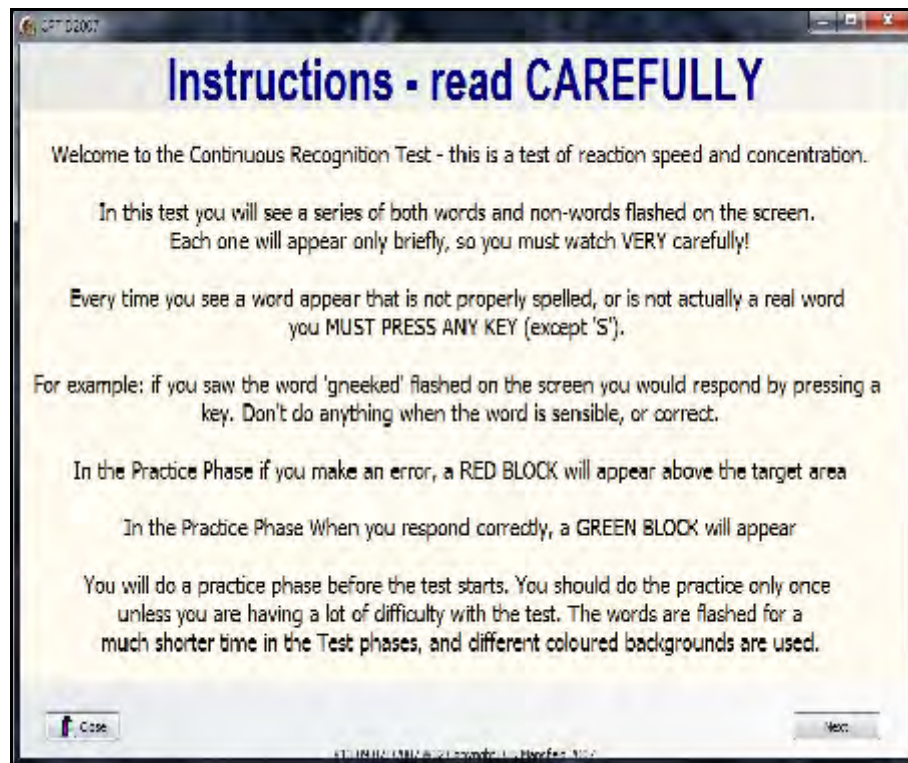 Instructions - read CAREFULLY
Welcome to the Continuous Recognition Test - this is a test of reaction speed and concentration.
In this test you will see a series of both words and non-words flashed on the screen.
Each one will appear only briefly, so you must watch VERY carefully!
Every time you see a word appear that is not properly spelled, or is not actually a real word
you MUST PRESS ANY KEY (except 'S').
For example: if you saw the word 'gneeked' flashed on the screen you would respond by pressing a
key. Don't do anything when the word is sensible, or correct.
In the Practice Phase if you make an error, a RED BLOCK will appear above the target area
In the Practice Phase When you respond correctly, a GREEN BLOCK will appear
You will do a practice phase before the test starts. You should do the practice only once
unless you are having a lot of difficulty with the test. The words are flashed for a
much shorter time in the Test phases, and different coloured backgrounds are used.
Close
Next